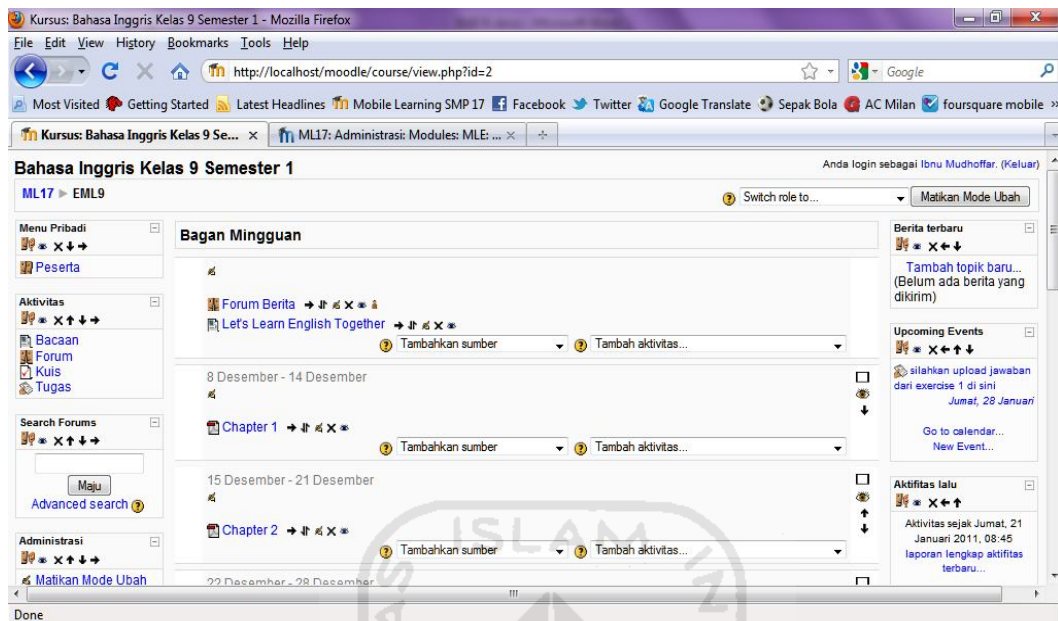 Kursus: Bahasa Inggris Kelas 9 Semester 1 - Mozilla Firefox
File Edit View History Bookmarks Tools Help
http://localhost/moodle/course/view.php?id=2
Google
Most Visited Getting Started Latest Headlines Mobile Learning SMP 17 Facebook Twitter Google Translate Sepak Bola AC Milan foursquare mobile »
Kursus: Bahasa Inggris Kelas 9 Se... ML17: Administrasi: Modules: MLE: ...
Bahasa Inggris Kelas 9 Semester 1
Anda login sebagai Ibnu Mudhoffar. (Keluar)
ML17 ► EML9
Switch role to...
Matikan Mode Ubah
Menu Pribadi
Peserta
Aktivitas
Bacaan
Forum
Kuis
Tugas
Search Forums
Maju
Advanced search
Administrasi
Matikan Mode Ubah
Bagan Mingguan
Forum Berita
Let's Learn English Together
Tambahkan sumber Tambah aktivitas...
8 Desember - 14 Desember
Chapter 1
Tambahkan sumber Tambah aktivitas...
15 Desember - 21 Desember
Chapter 2
Tambahkan sumber Tambah aktivitas...
22 Desember - 28 Desember
Berita terbaru
Tambah topik baru...
(Belum ada berita yang
dikirim)
Upcoming Events
silahkan upload jawaban
dari exercise 1 di sini
Jumat, 28 Januari
Go to calendar...
New Event...
Aktifitas lalu
Aktivitas sejak Jumat, 21
Januari 2011, 08:45
laporan lengkap aktifitas
terbaru...
Done
ISLAM